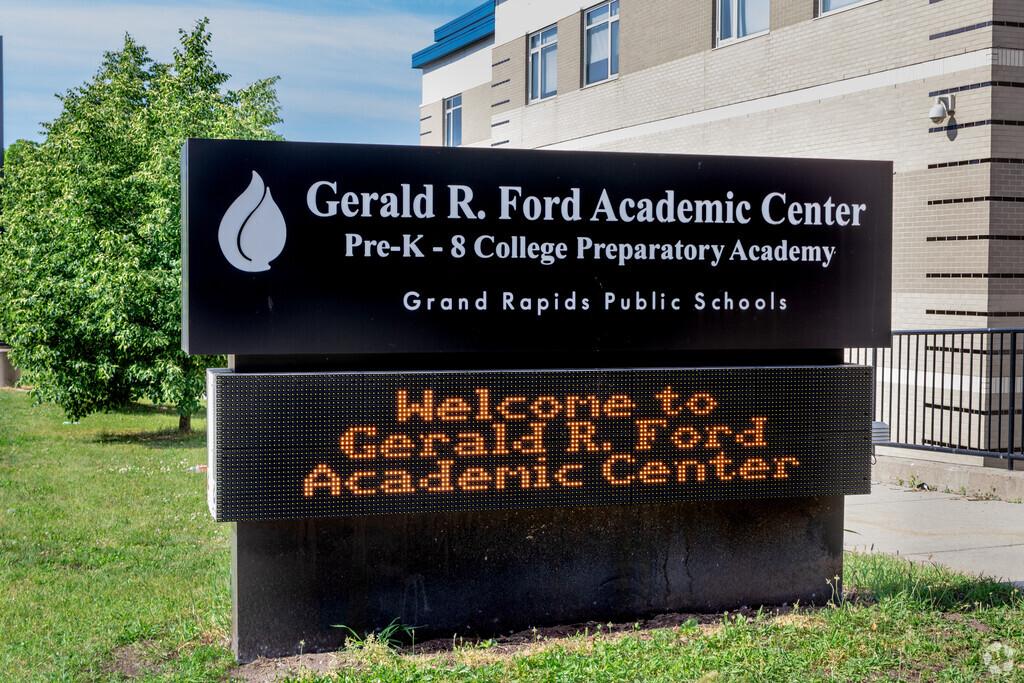 Gerald R. Ford Academic Center
Pre-K - 8 College Preparatory Academy
Grand Rapids Public Schools
Welcome to
Gerald R. Ford
Academic Center